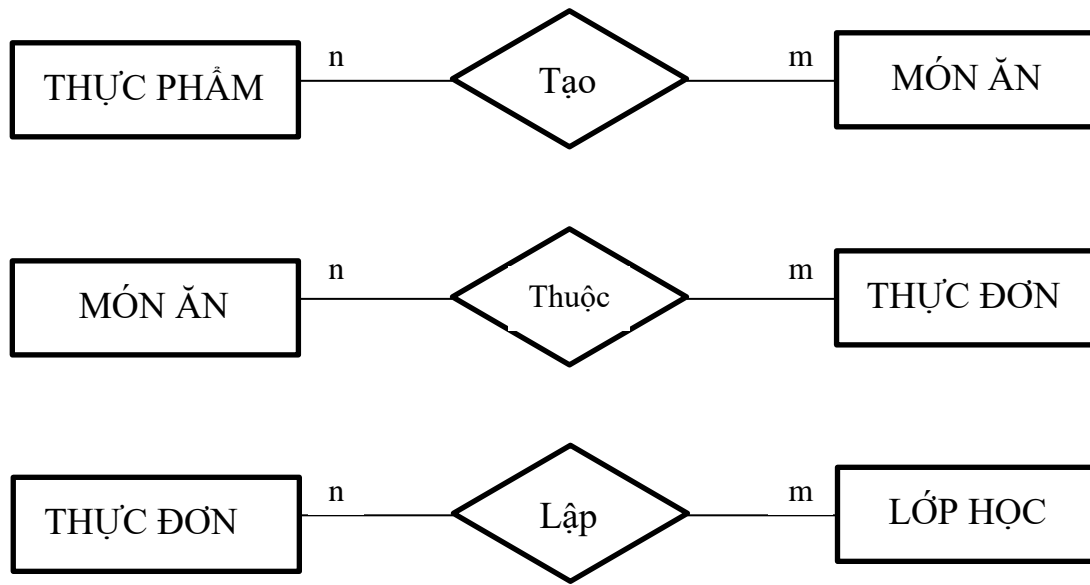 n
m
THỰC PHẨM
Tạo
MÓN ĂN
n
m
MÓN ĂN
Thuộc
THỰC ĐƠN
n
m
THỰC ĐƠN
Lập
LỚP HỌC